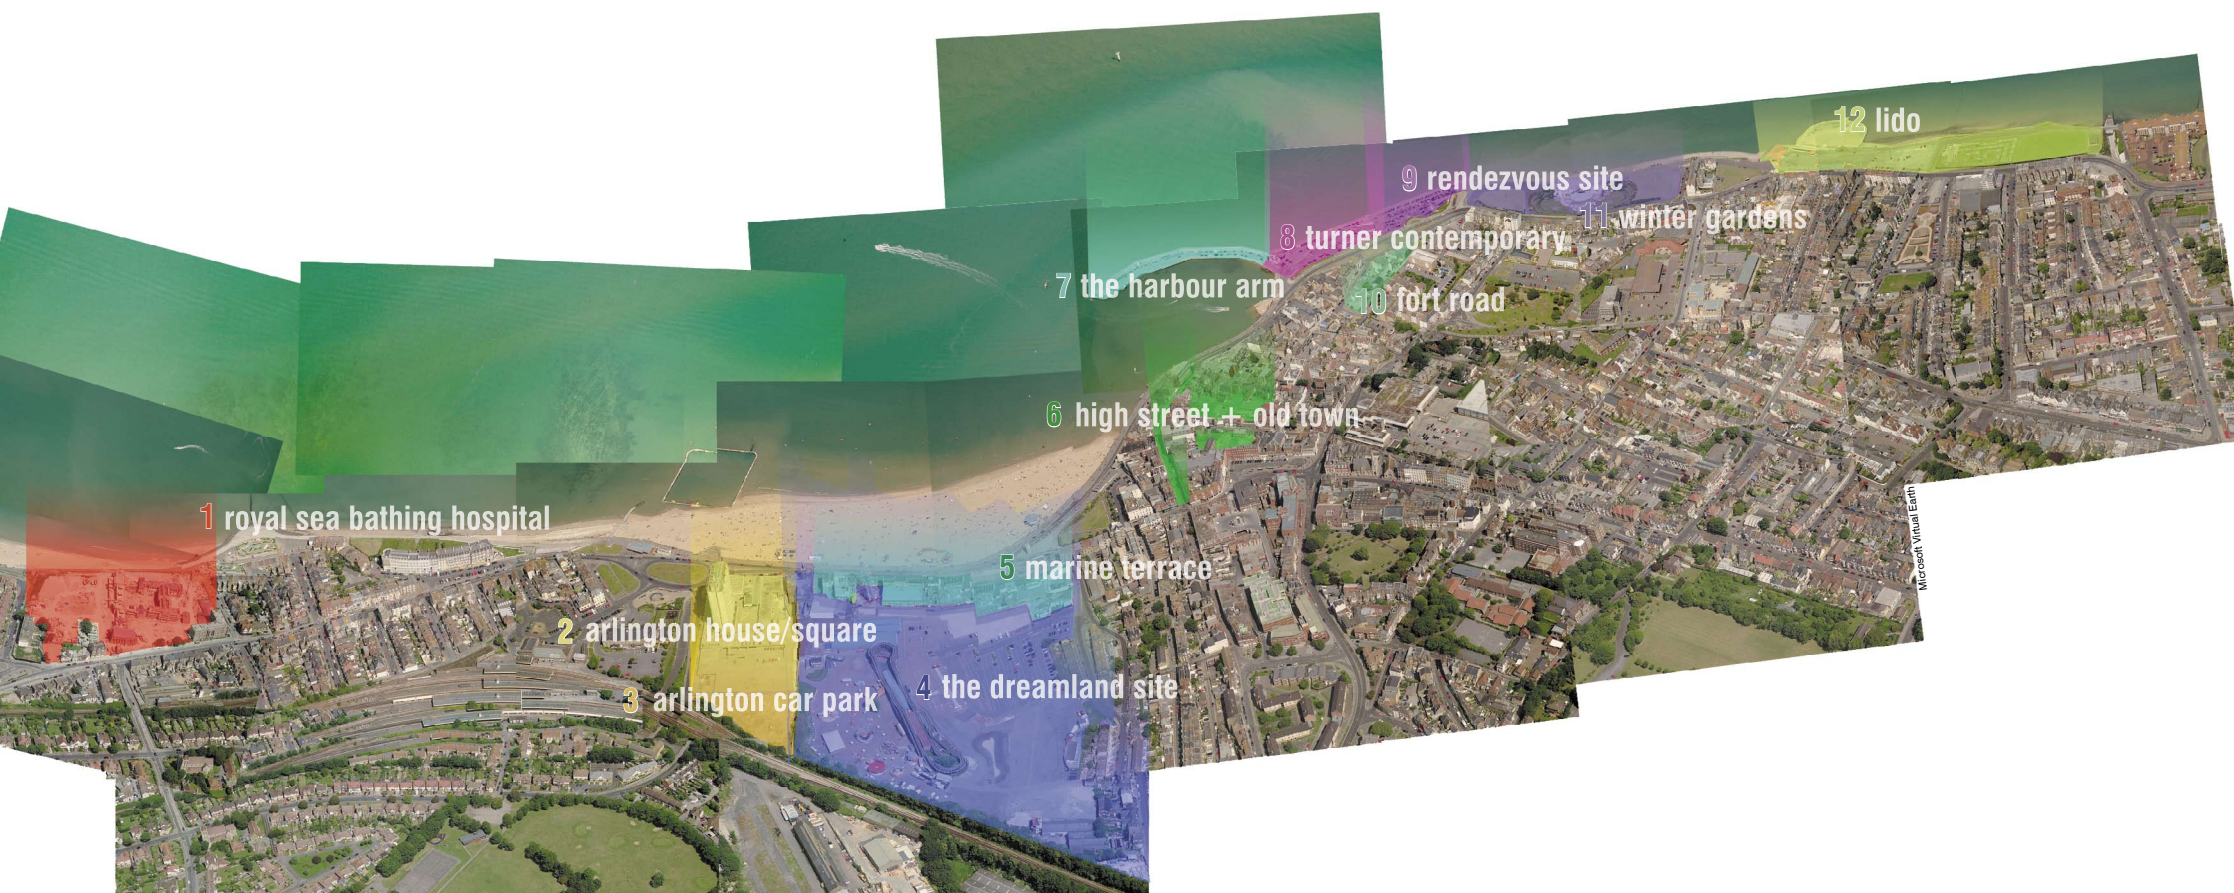 1 royal sea bathing hospital
2 arlington house/square
3 arlington car park
4 the dreamland site
5 marine terrace
6 high street + old town
7 the harbour arm
8 turner contemporary
9 rendezvous site
10 fort road
11 winter gardens
12 lido
Microsoft Virtual Earth